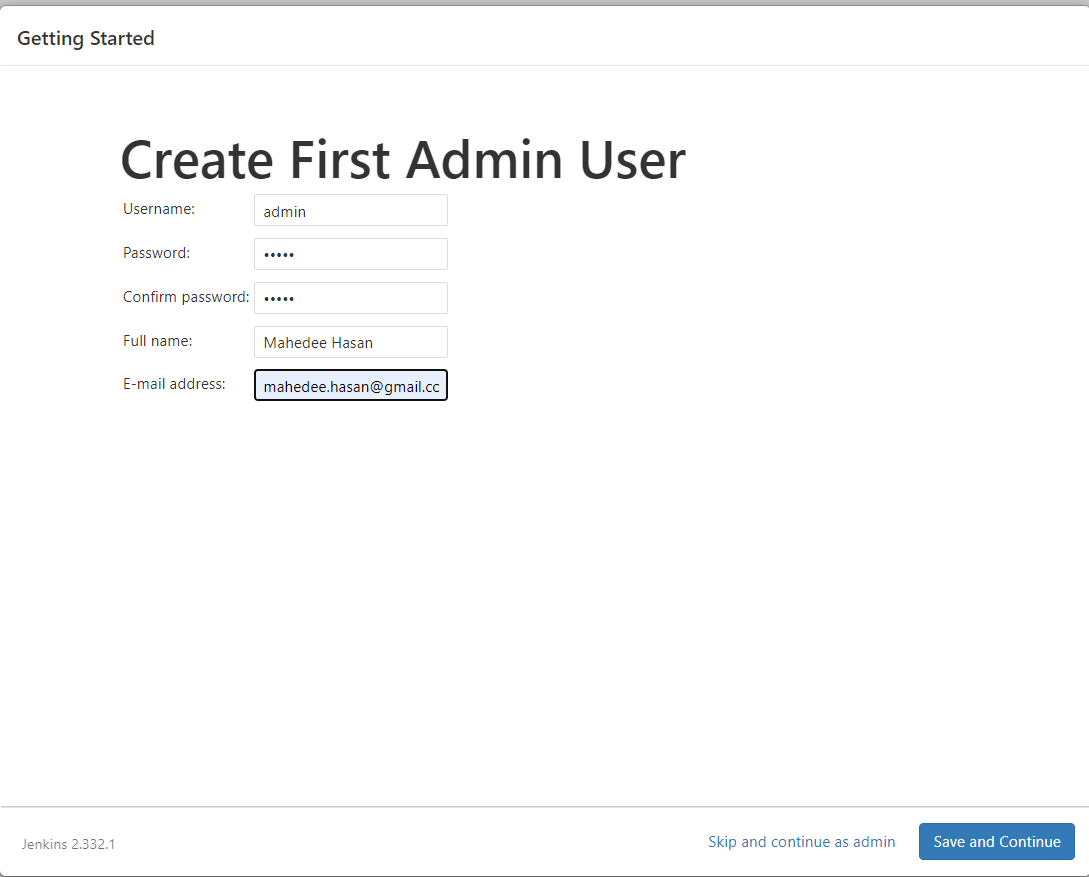 Getting Started
Create First Admin User
Username: admin
Password: •••••
Confirm password: •••••
Full name: Mahedee Hasan
E-mail address: mahedee.hasan@gmail.cc
Jenkins 2.332.1 Skip and continue as admin Save and Continue